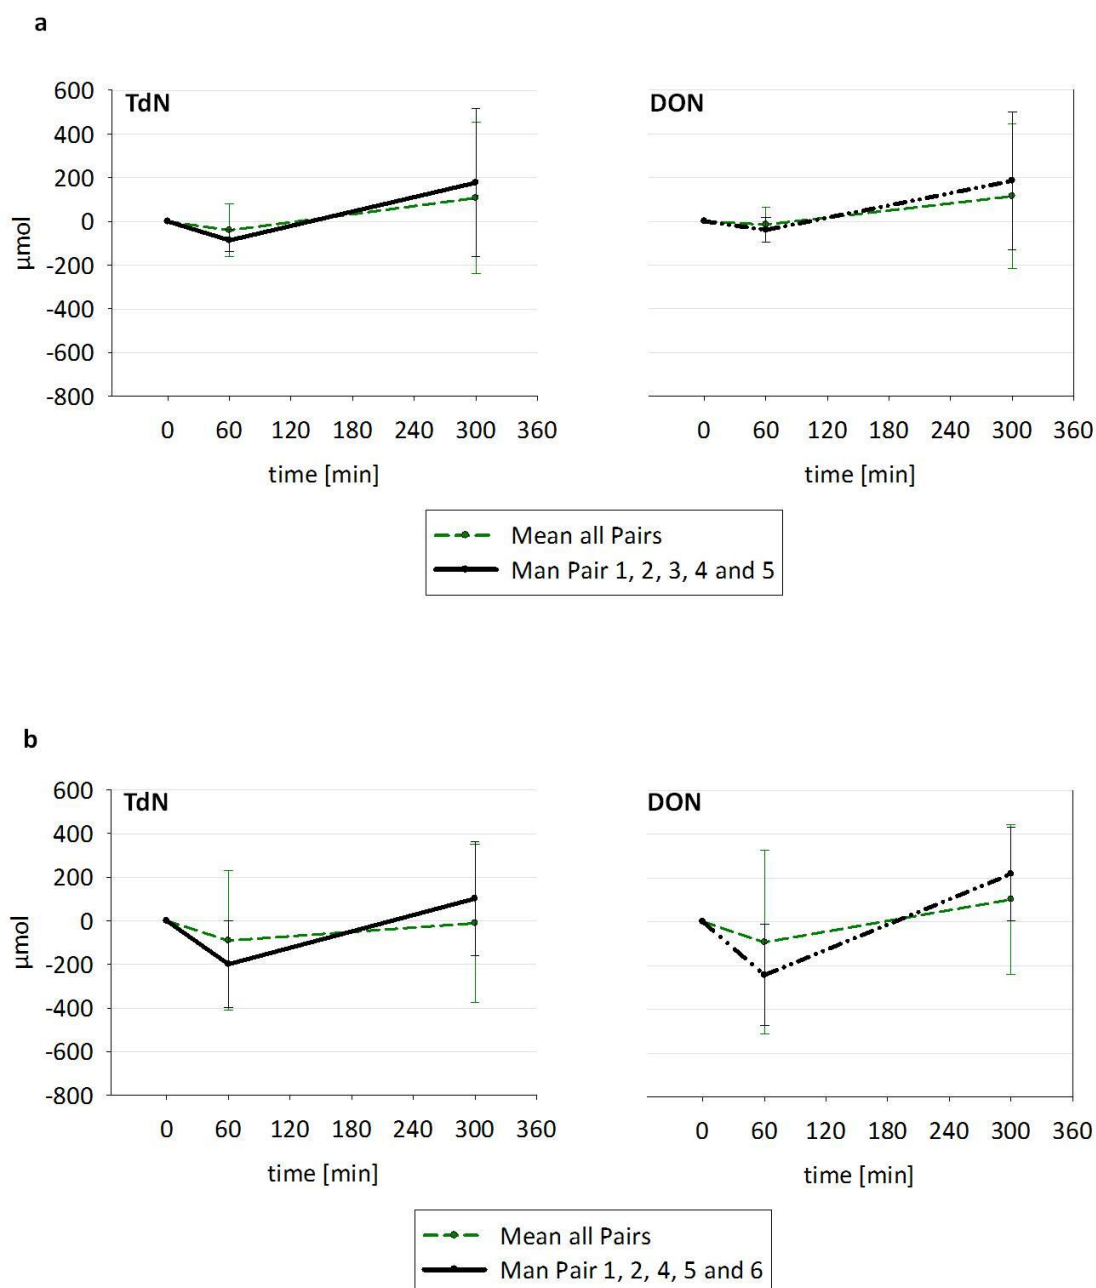 a
TdN
DON
600
400
200
0
-200
-400
-600
-800
µmol
0 60 120 180 240 300 360
0 60 120 180 240 300 360
time [min]
time [min]
Mean all Pairs
Man Pair 1, 2, 3, 4 and 5
b
TdN
DON
600
400
200
0
-200
-400
-600
-800
µmol
0 60 120 180 240 300 360
0 60 120 180 240 300 360
time [min]
time [min]
Mean all Pairs
Man Pair 1, 2, 4, 5 and 6